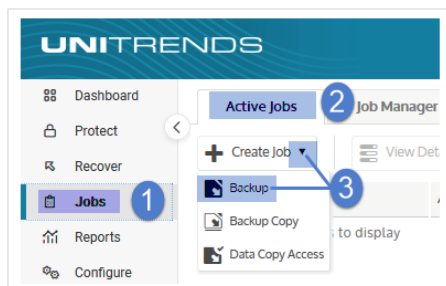 UNITRENDS
Dashboard
Active Jobs 2 Job Manager
Protect
Create Job View Det
Recover
Jobs 1
Backup 3
Backup Copy
s to display
Reports
Data Copy Access
Configure